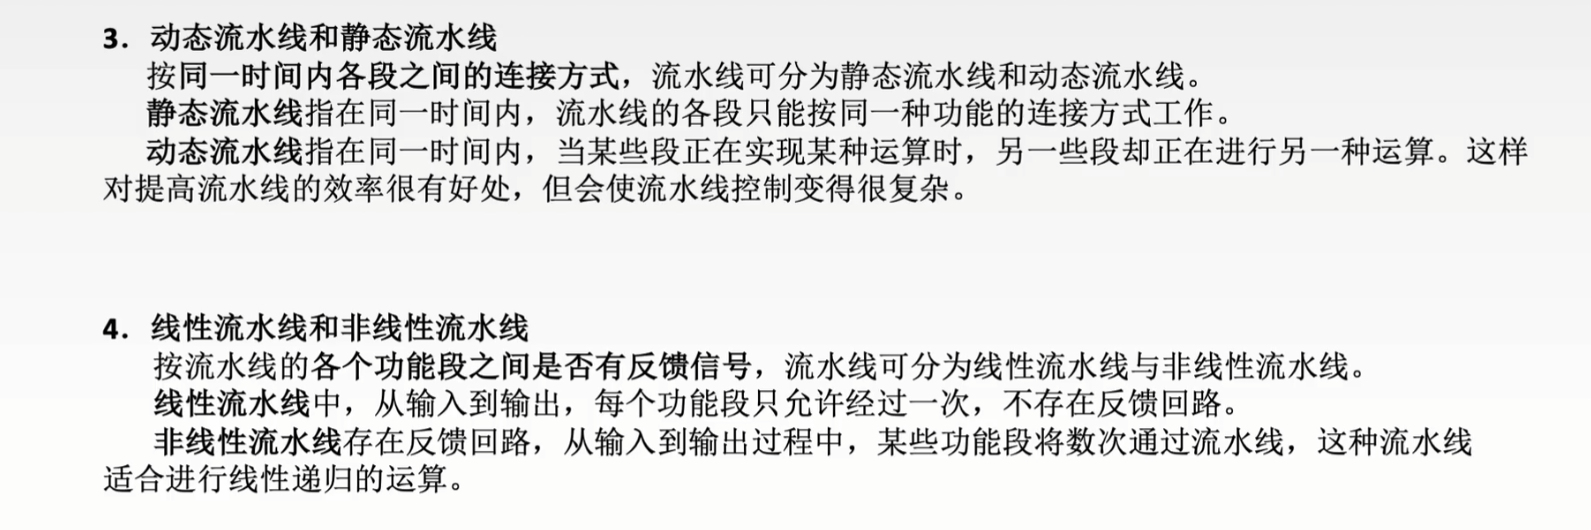 3. 动态流水线和静态流水线
按同一时间内各段之间的连接方式，流水线可分为静态流水线和动态流水线。
静态流水线指在同一时间内，流水线的各段只能按同一种功能的连接方式工作。
动态流水线指在同一时间内，当某些段正在实现某种运算时，另一些段却正在进行另一种运算。这样
对提高流水线的效率很有好处，但会使流水线控制变得很复杂。
4. 线性流水线和非线性流水线
按流水线的各个功能段之间是否有反馈信号，流水线可分为线性流水线与非线性流水线。
线性流水线中，从输入到输出，每个功能段只允许经过一次，不存在反馈回路。
非线性流水线存在反馈回路，从输入到输出过程中，某些功能段将数次通过流水线，这种流水线
适合进行线性递归的运算。